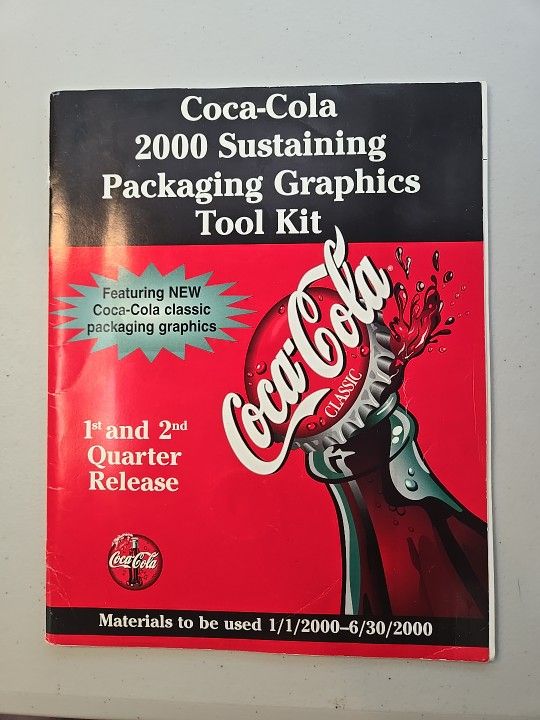 Coca-Cola
2000 Sustaining
Packaging Graphics
Tool Kit
Featuring NEW
Coca-Cola classic
packaging graphics
Coca-Cola
CLASSIC
1st and 2nd
Quarter
Release
Coca-Cola
Materials to be used 1/1/2000–6/30/2000